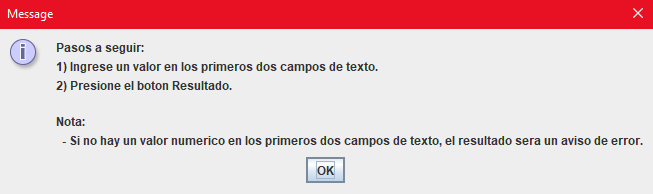 Message
Pasos a seguir:
1) Ingrese un valor en los primeros dos campos de texto.
2) Presione el boton Resultado.
Nota:
- Si no hay un valor numerico en los primeros dos campos de texto, el resultado sera un aviso de error.
OK